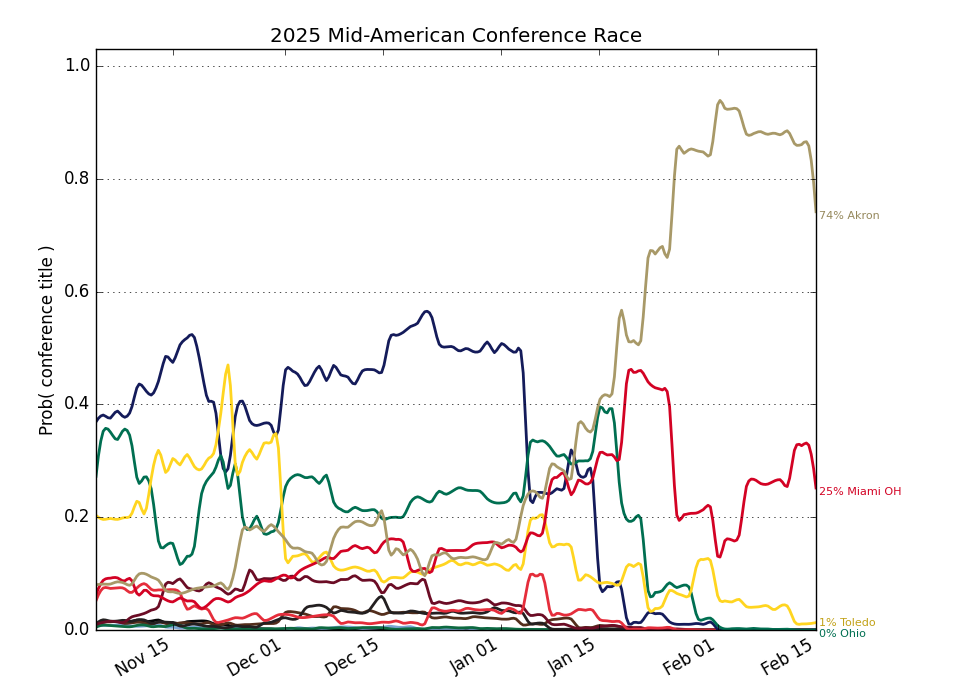 2025 Mid-American Conference Race
Prob( conference title )
1.0
0.8
0.6
0.4
0.2
0.0
Nov 15
Dec 01
Dec 15
Jan 01
Jan 15
Feb 01
Feb 15
74% Akron
25% Miami OH
1% Toledo
0% Ohio